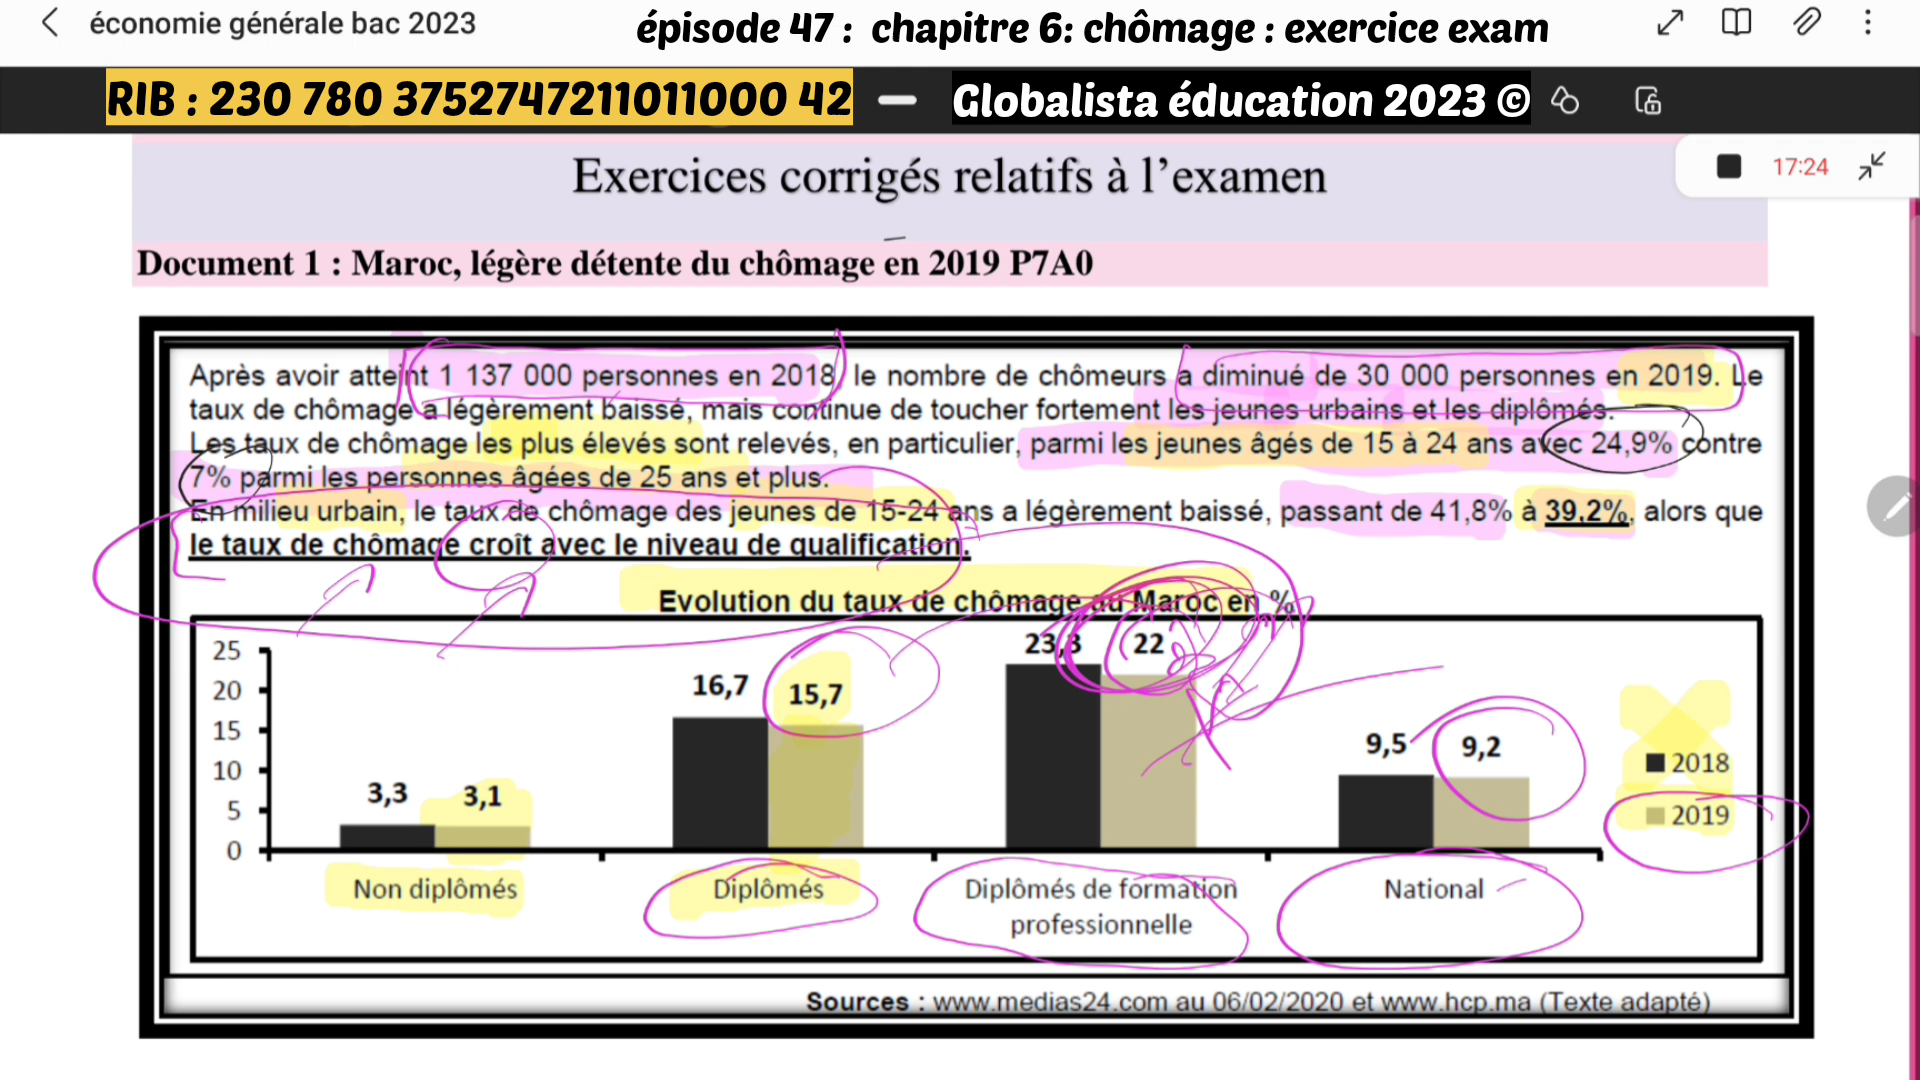 économie générale bac 2023
épisode 47 : chapitre 6: chômage : exercice exam
RIB : 230 780 3752747211011000 42
Globalista éducation 2023 ©
17:24
Exercices corrigés relatifs à l’examen
Document 1 : Maroc, légère détente du chômage en 2019 P7A0
Après avoir atteint 1 137 000 personnes en 2018, le nombre de chômeurs a diminué de 30 000 personnes en 2019. Le
taux de chômage a légèrement baissé, mais continue de toucher fortement les jeunes urbains et les diplômés.
Les taux de chômage les plus élevés sont relevés, en particulier, parmi les jeunes âgés de 15 à 24 ans avec 24,9% contre
7% parmi les personnes âgées de 25 ans et plus.
En milieu urbain, le taux de chômage des jeunes de 15-24 ans a légèrement baissé, passant de 41,8% à 39,2%, alors que
le taux de chômage croît avec le niveau de qualification.
Evolution du taux de chômage au Maroc en %
25
20
15
10
5
0
3,3
3,1
16,7
15,7
23,3
22
9,5
9,2
2018
2019
Non diplômés
Diplômés
Diplômés de formation
professionnelle
National
Sources : www.medias24.com au 06/02/2020 et www.hcp.ma (Texte adapté)